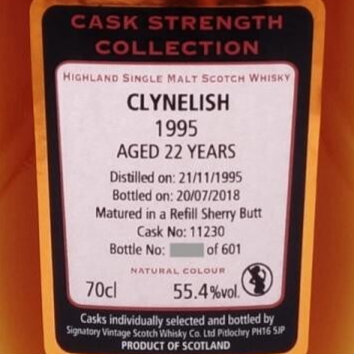 CASK STRENGTH
COLLECTION
HIGHLAND SINGLE MALT SCOTCH WHISKY
CLYNELISH
1995
AGED 22 YEARS
Distilled on: 21/11/1995
Bottled on: 20/07/2018
Matured in a Refill Sherry Butt
Cask No: 11230
Bottle No: of 601
NATURAL COLOUR
70cl 55.4%vol.
Casks individually selected and bottled by
Signatory Vintage Scotch Whisky Co. Ltd Pitlochry PH16 5JP
PRODUCT OF SCOTLAND